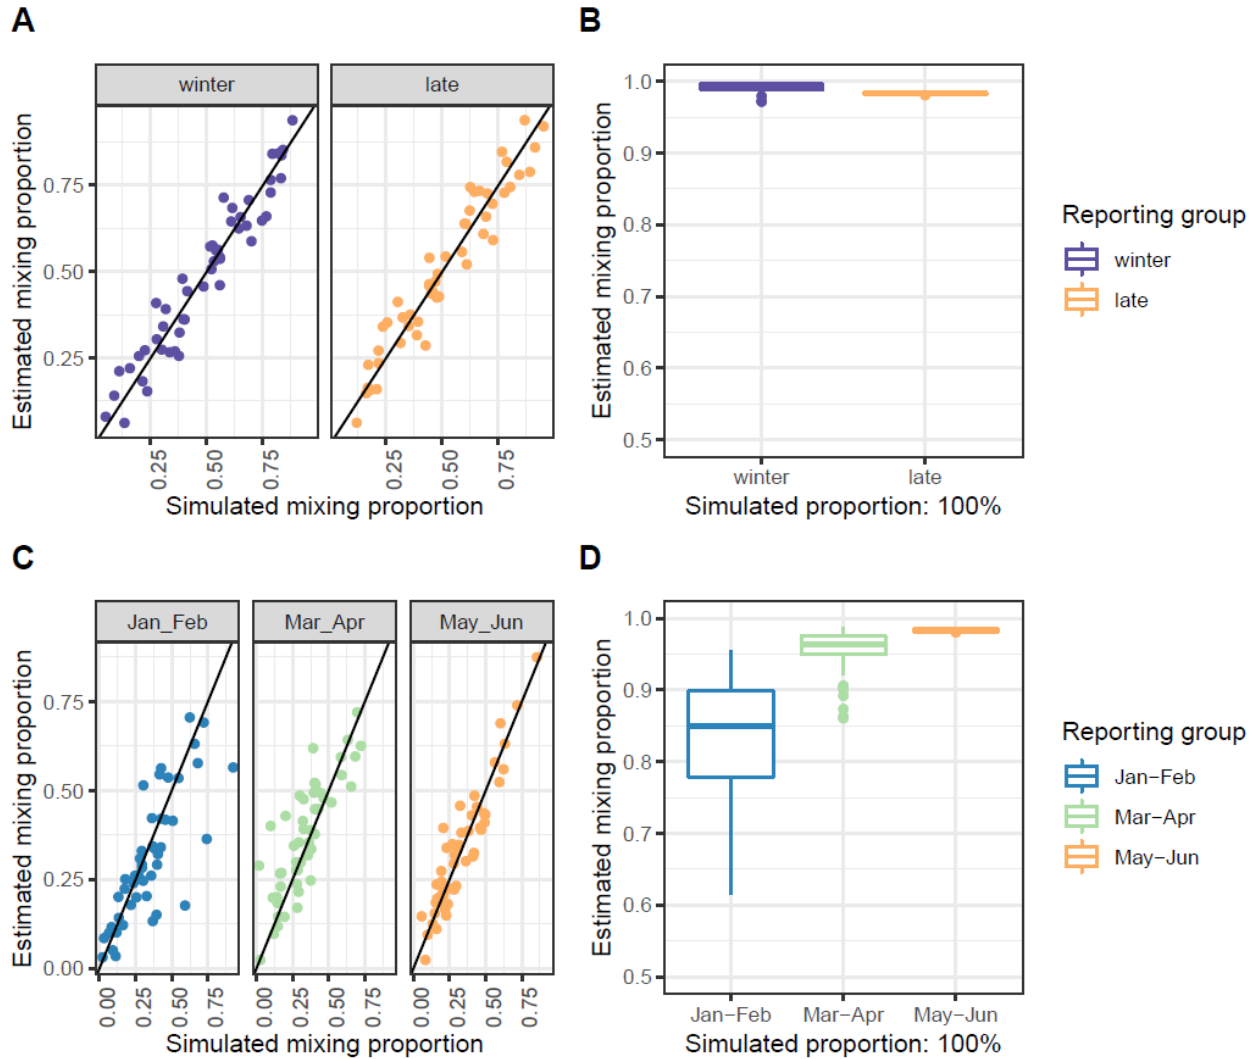 A
winter
late
Estimated mixing proportion
0.75
0.50
0.25
0.25
0.50
0.75
0.25
0.50
0.75
Simulated mixing proportion
B
Estimated mixing proportion
1.0
0.9
0.8
0.7
0.6
0.5
winter
late
Simulated proportion: 100%
Reporting group
winter
late
C
Jan_Feb
Mar_Apr
May_Jun
Estimated mixing proportion
0.75
0.50
0.25
0.00
0.00
0.25
0.50
0.75
0.00
0.25
0.50
0.75
0.00
0.25
0.50
0.75
Simulated mixing proportion
D
Estimated mixing proportion
1.0
0.9
0.8
0.7
0.6
0.5
Jan−Feb
Mar−Apr
May−Jun
Simulated proportion: 100%
Reporting group
Jan−Feb
Mar−Apr
May−Jun